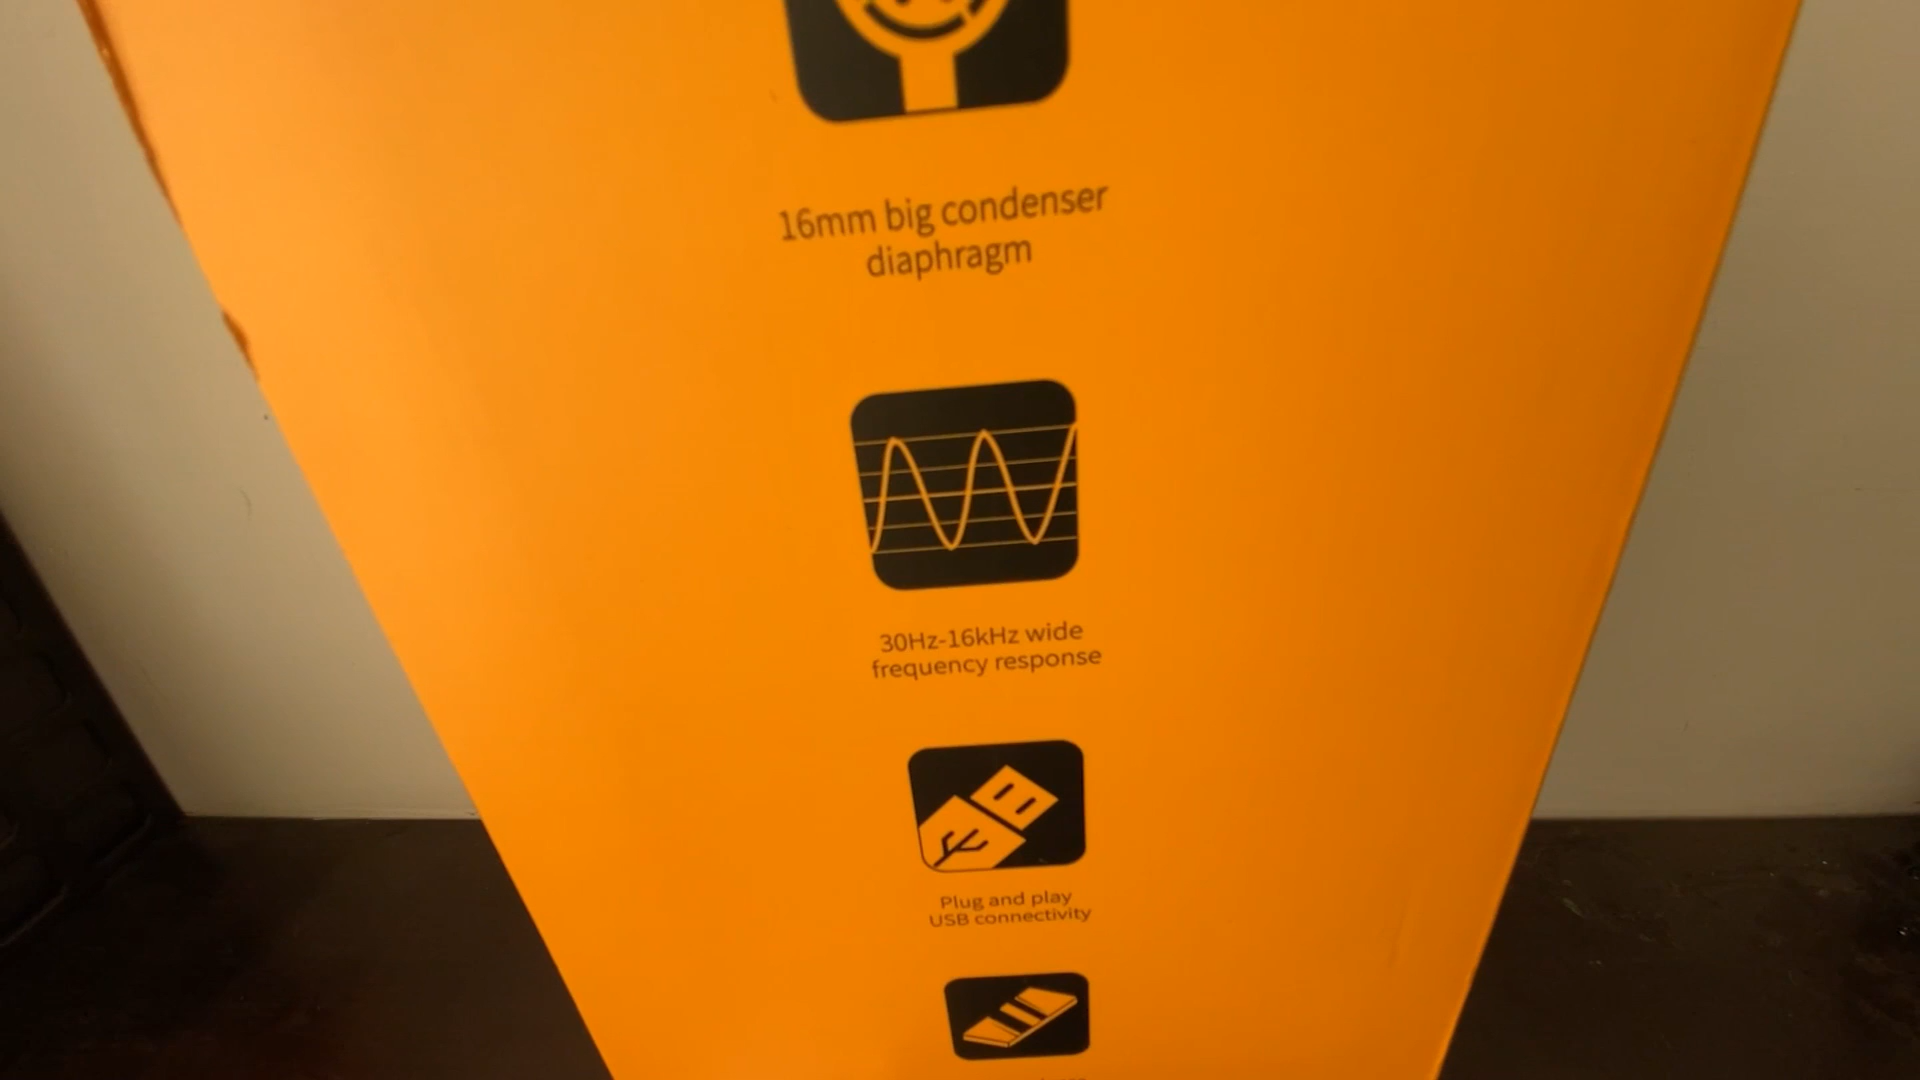 16mm big condenser
diaphragm
30Hz-16kHz wide
frequency response
Plug and play
USB connectivity